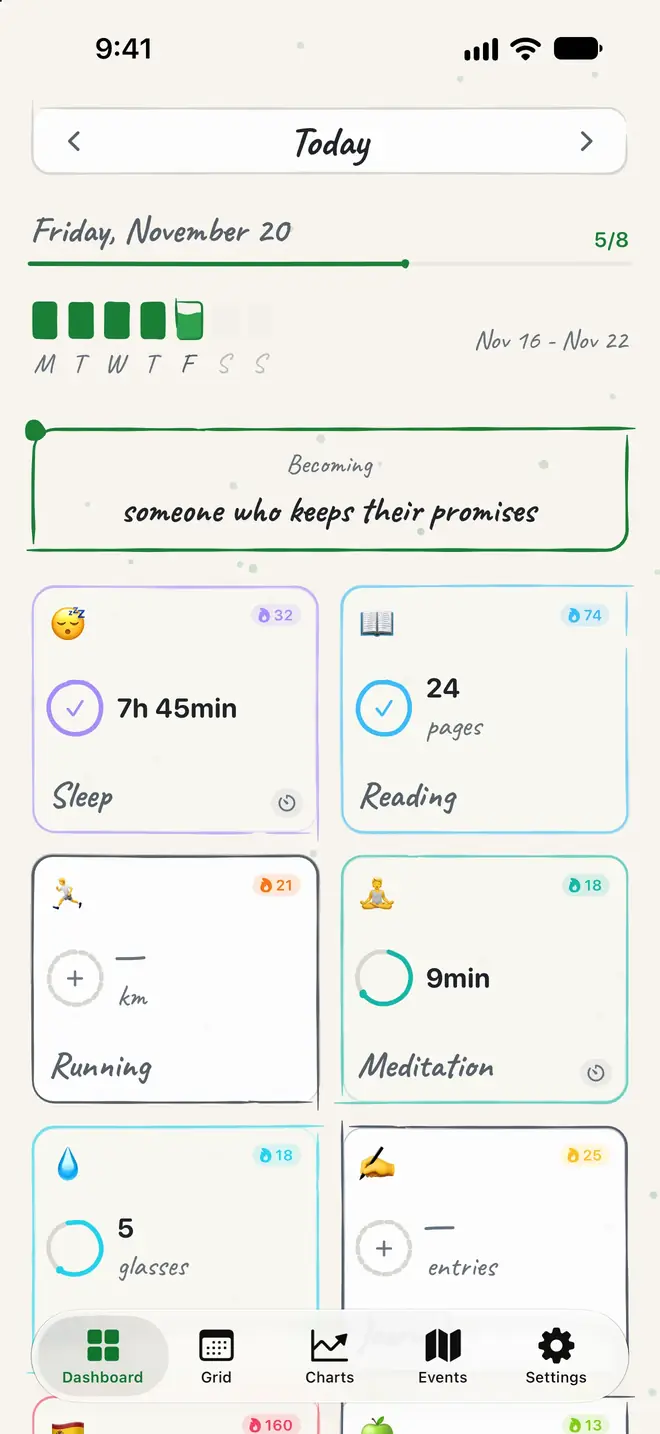 9:41
Today
Friday, November 20
5/8
M T W T F S S
Nov 16 - Nov 22
Becoming
someone who keeps their promises
32
7h 45min
Sleep
74
24
pages
Reading
21
km
Running
18
9min
Meditation
18
5
glasses
25
entries
Dashboard
Grid
Charts
Events
Settings
160
13